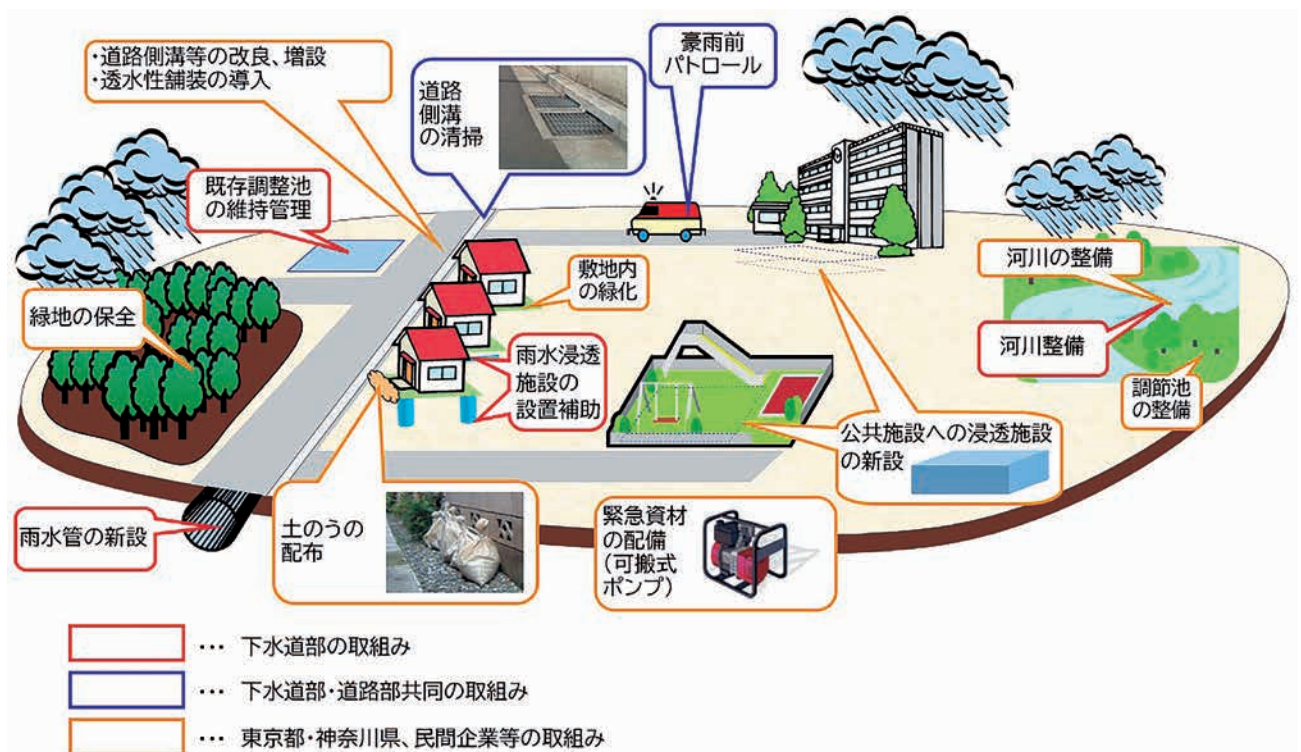 ・道路側溝等の改良、増設
・透水性舗装の導入
道路
側溝
の清掃
豪雨前
パトロール
既存調整池
の維持管理
緑地の保全
敷地内
の緑化
雨水浸透
施設の
設置補助
河川の整備
河川整備
調節池
の整備
公共施設への浸透施設
の新設
雨水管の新設
土のうの
配布
緊急資材
の配備
(可搬式
ポンプ)
… 下水道部の取組み
… 下水道部・道路部共同の取組み
… 東京都・神奈川県、民間企業等の取組み